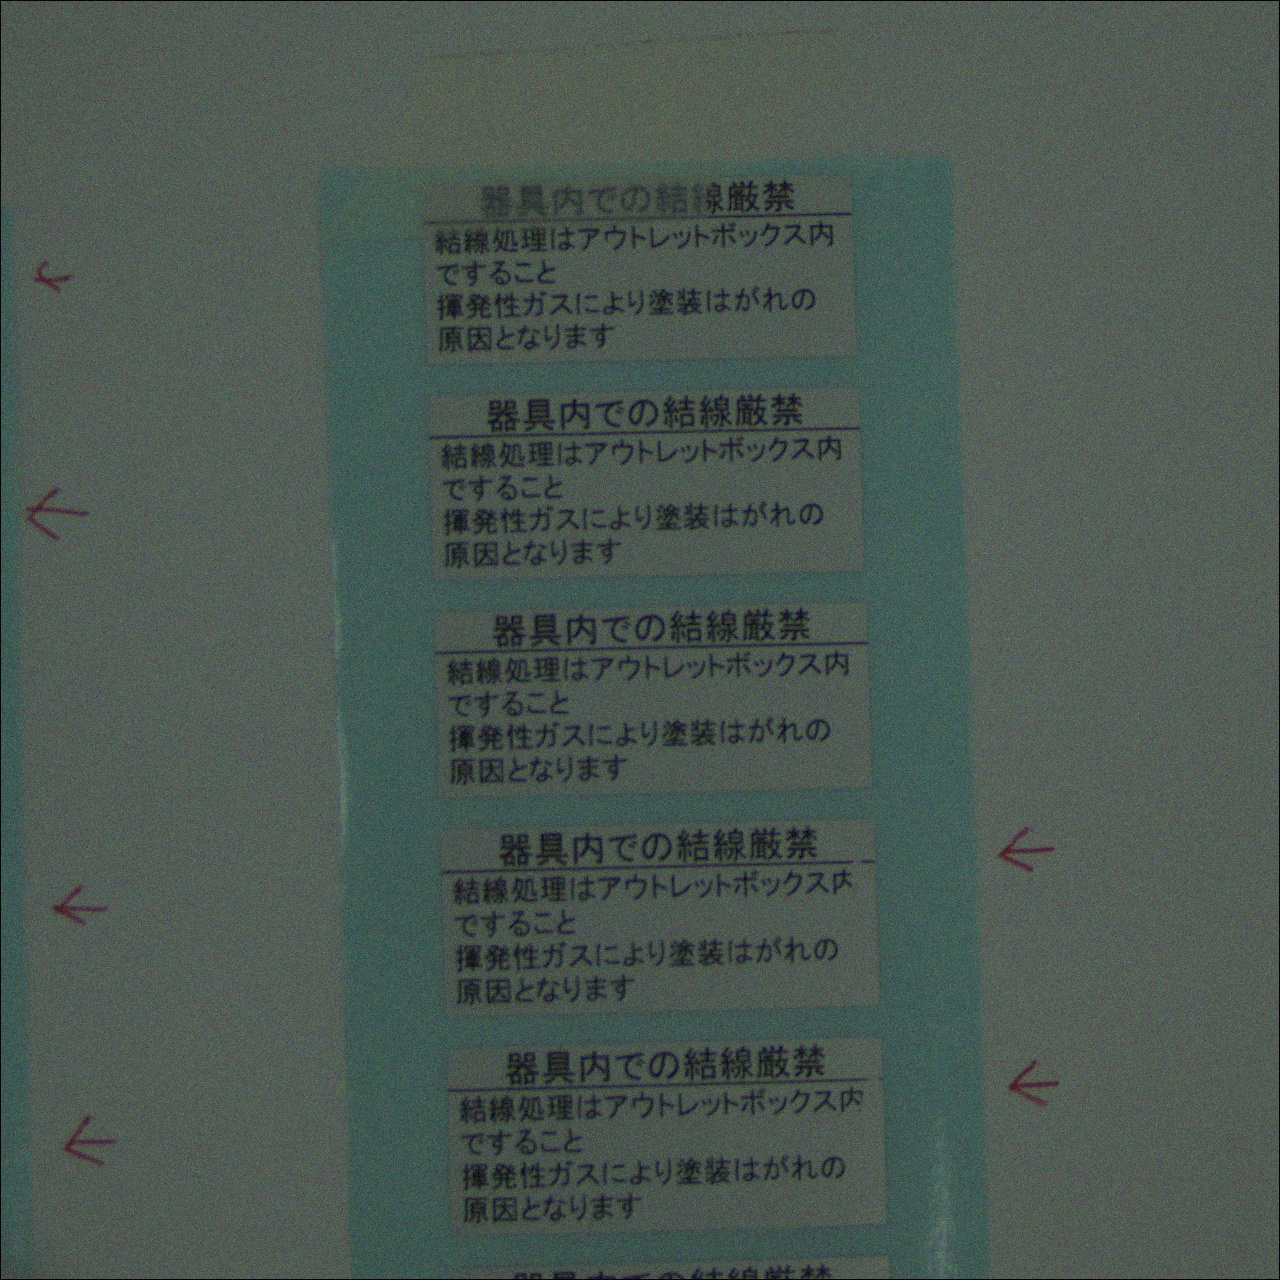 器具内での結線厳禁
結線処理はアウトレットボックス内
ですること
揮発性ガスにより塗装はがれの
原因となります
器具内での結線厳禁
結線処理はアウトレットボックス内
ですること
揮発性ガスにより塗装はがれの
原因となります
器具内での結線厳禁
結線処理はアウトレットボックス内
ですること
揮発性ガスにより塗装はがれの
原因となります
器具内での結線厳禁
結線処理はアウトレットボックス内
ですること
揮発性ガスにより塗装はがれの
原因となります
器具内での結線厳禁
結線処理はアウトレットボックス内
ですること
揮発性ガスにより塗装はがれの
原因となります
器具内での結線厳禁